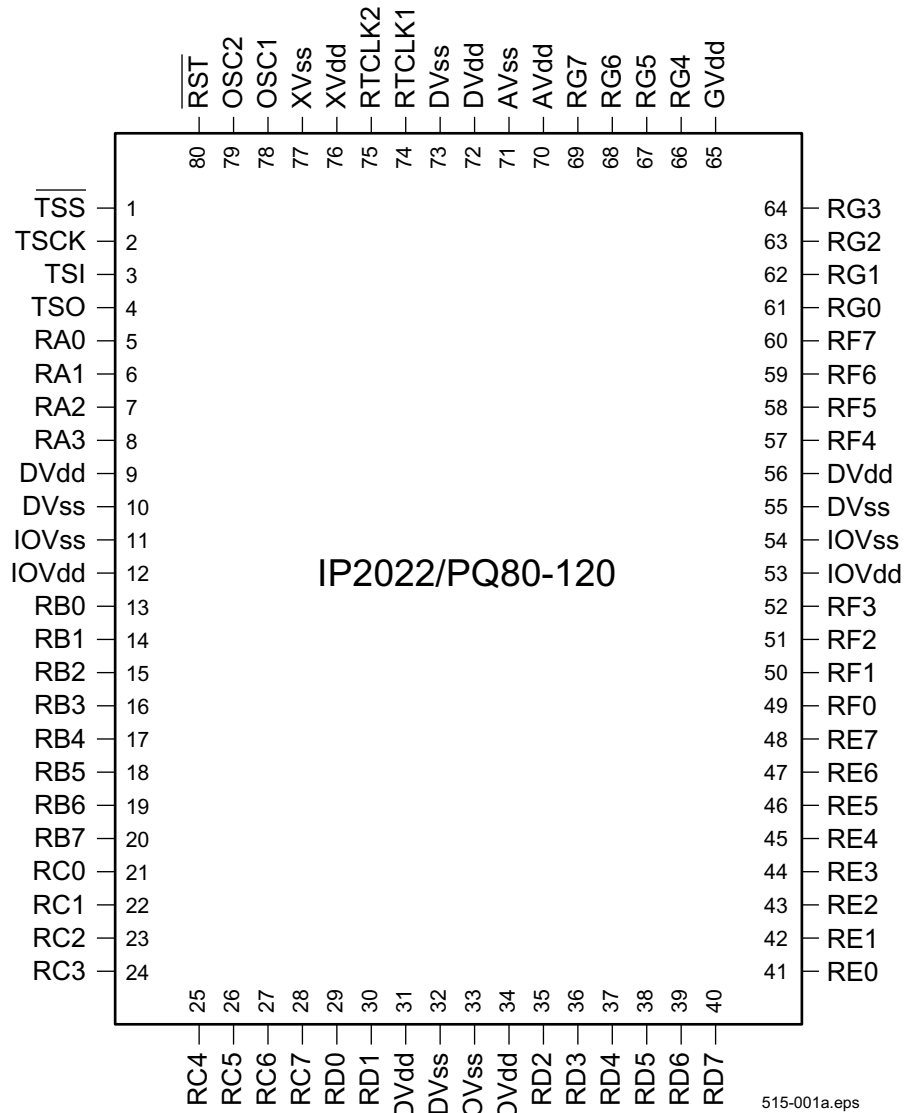 RST
OSC2
OSC1
XVss
XVdd
RTCLK2
RTCLK1
DVss
DVdd
AVss
AVdd
RG7
RG6
RG5
RG4
GVdd
80
79
78
77
76
75
74
73
72
71
70
69
68
67
66
65
TSS 1
TSCK 2
TSI 3
TSO 4
RA0 5
RA1 6
RA2 7
RA3 8
DVdd 9
DVss 10
IOVss 11
IOVdd 12
RB0 13
RB1 14
RB2 15
RB3 16
RB4 17
RB5 18
RB6 19
RB7 20
RC0 21
RC1 22
RC2 23
RC3 24
IP2022/PQ80-120
64 RG3
63 RG2
62 RG1
61 RG0
60 RF7
59 RF6
58 RF5
57 RF4
56 DVdd
55 DVss
54 IOVss
53 IOVdd
52 RF3
51 RF2
50 RF1
49 RF0
48 RE7
47 RE6
46 RE5
45 RE4
44 RE3
43 RE2
42 RE1
41 RE0
25
26
27
28
29
30
31
32
33
34
35
36
37
38
39
40
RC4
RC5
RC6
RC7
RD0
RD1
DVdd
DVss
OVss
OVdd
RD2
RD3
RD4
RD5
RD6
RD7
515-001a.eps